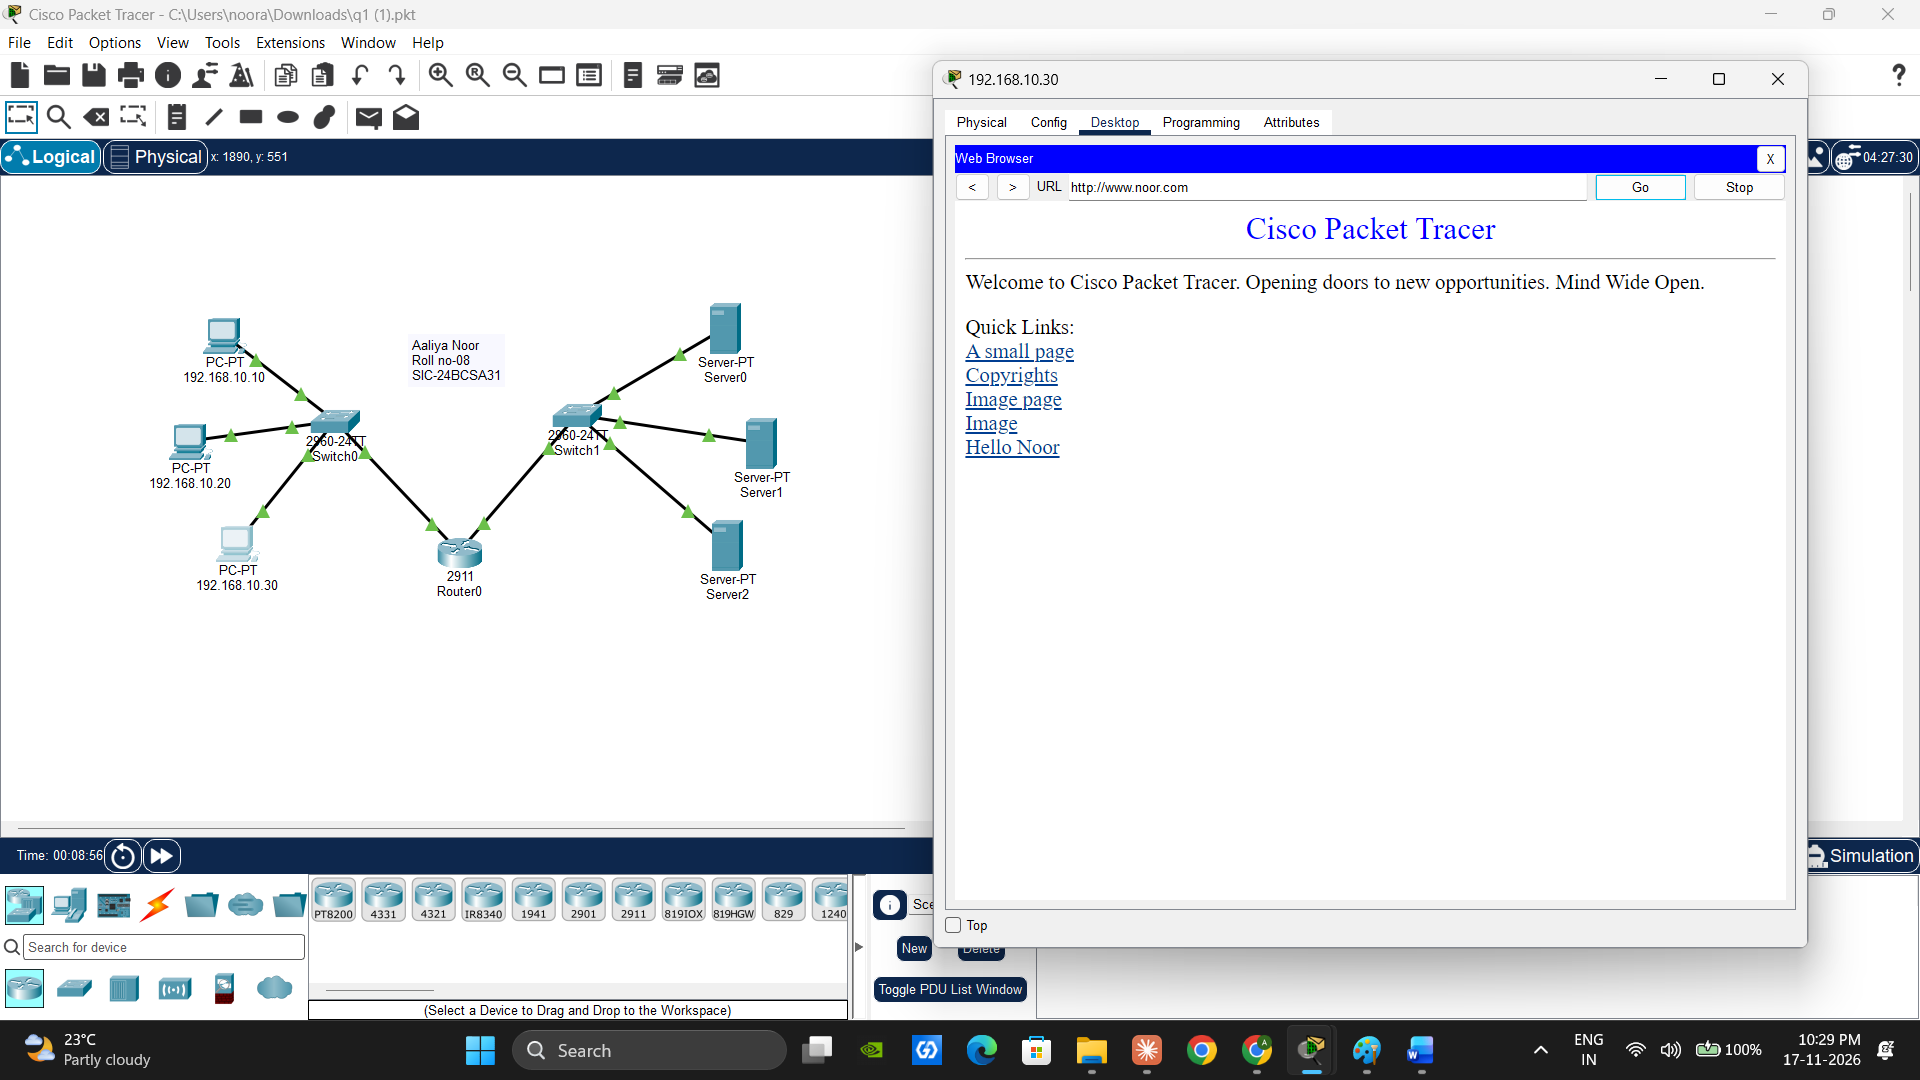 Cisco Packet Tracer - C:\Users\noora\Downloads\q1 (1).pkt
File Edit Options View Tools Extensions Window Help
Logical Physical x: 1890, y: 551
04:27:30
PC-PT
192.168.10.10
PC-PT
192.168.10.20
PC-PT
192.168.10.30
Aaliya Noor
Roll no-08
SIC-24BCSA31
2960-24TT
Switch0
2960-24TT
Switch1
2911
Router0
Server-PT
Server0
Server-PT
Server1
Server-PT
Server2
192.168.10.30
Physical Config Desktop Programming Attributes
Web Browser X
< > URL http://www.noor.com Go Stop
Cisco Packet Tracer
Welcome to Cisco Packet Tracer. Opening doors to new opportunities. Mind Wide Open.
Quick Links:
A small page
Copyrights
Image page
Image
Hello Noor
Top
Time: 00:08:56
Simulation
PT8200 4331 4321 IR8340 1941 2901 2911 819IOX 819HGW 829 1240
Search for device
(Select a Device to Drag and Drop to the Workspace)
Sce
New Delete
Toggle PDU List Window
23°C
Partly cloudy
Search
ENG
IN
100%
10:29 PM
17-11-2026